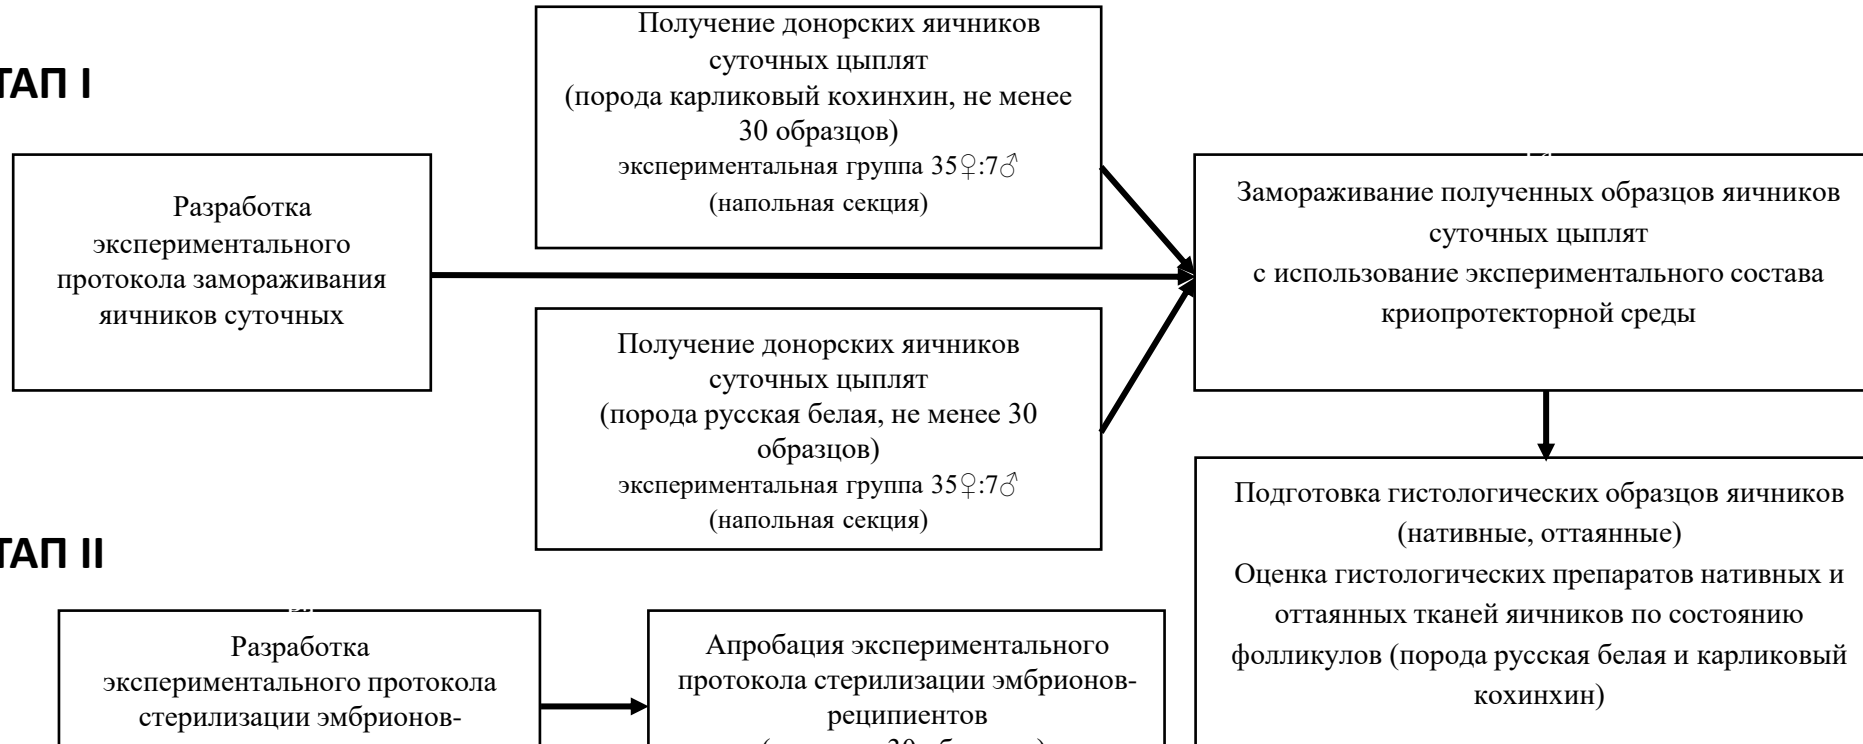 ТАП I
Получение донорских яичников
суточных цыплят
(порода карликовый кохинхин, не менее
30 образцов)
экспериментальная группа 35♀:7♂
(напольная секция)
Разработка
экспериментального
протокола замораживания
яичников суточных
Замораживание полученных образцов яичников
суточных цыплят
с использование экспериментального состава
криопротекторной среды
Получение донорских яичников
суточных цыплят
(порода русская белая, не менее 30
образцов)
экспериментальная группа 35♀:7♂
(напольная секция)
Подготовка гистологических образцов яичников
(нативные, оттаянные)
Оценка гистологических препаратов нативных и
оттаянных тканей яичников по состоянию
фолликулов (порода русская белая и карликовый
кохинхин)
ТАП II
Разработка
экспериментального протокола
стерилизации эмбрионов-
Апробация экспериментального
протокола стерилизации эмбрионов-
реципиентов